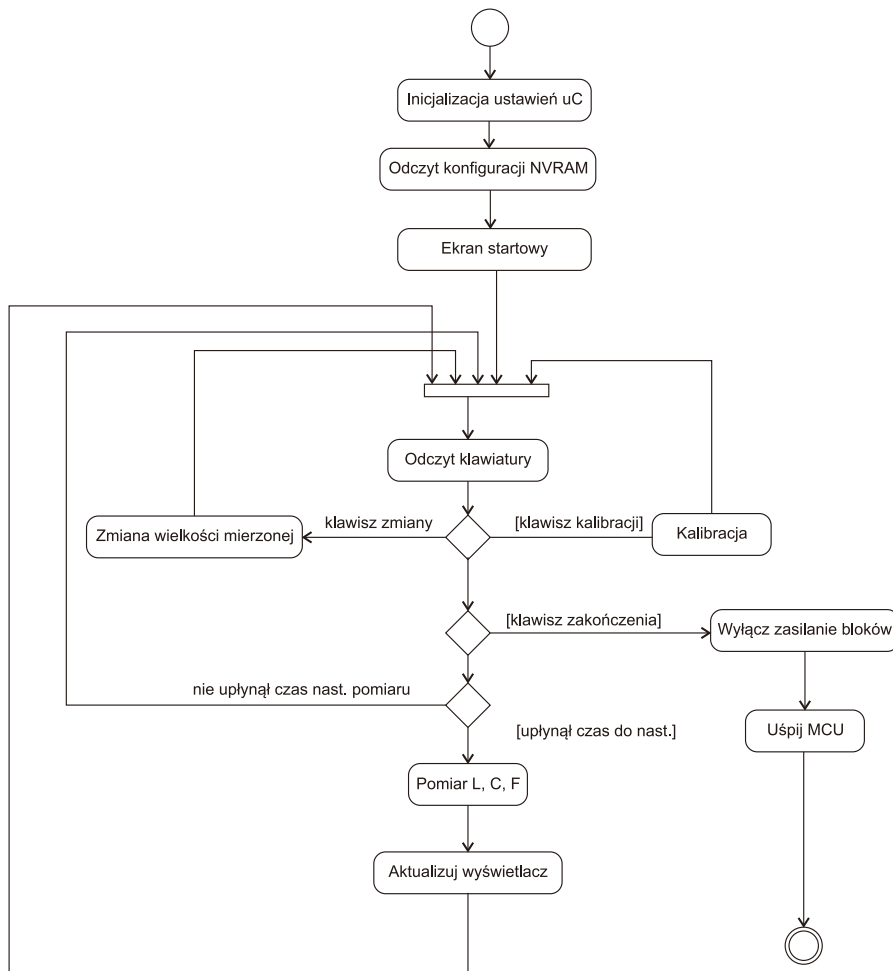 Inicjalizacja ustawień uC
Odczyt konfiguracji NVRAM
Ekran startowy
Odczyt klawiatury
klawisz zmiany
[klawisz kalibracji]
Zmiana wielkości mierzonej
Kalibracja
[klawisz zakończenia]
Wyłącz zasilanie bloków
nie upłynął czas nast. pomiaru
[upłynął czas do nast.]
Uśpij MCU
Pomiar L, C, F
Aktualizuj wyświetlacz